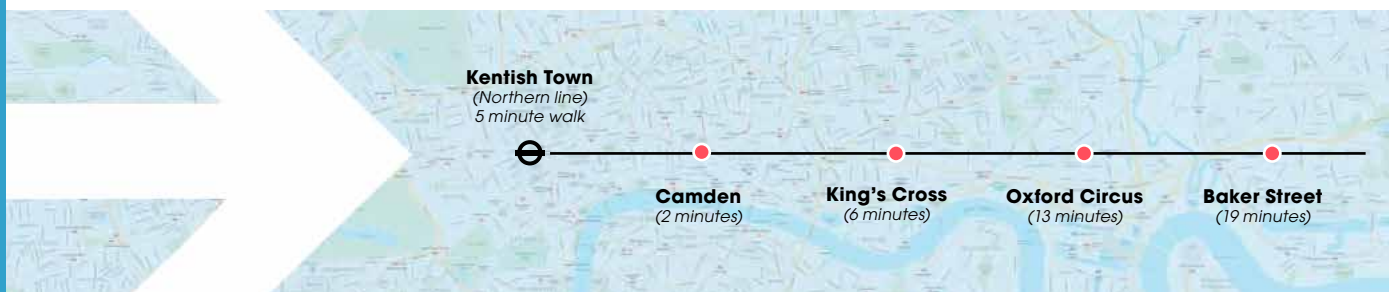 Kentish Town
(Northern line)
5 minute walk
Camden
(2 minutes)
King's Cross
(6 minutes)
Oxford Circus
(13 minutes)
Baker Street
(19 minutes)